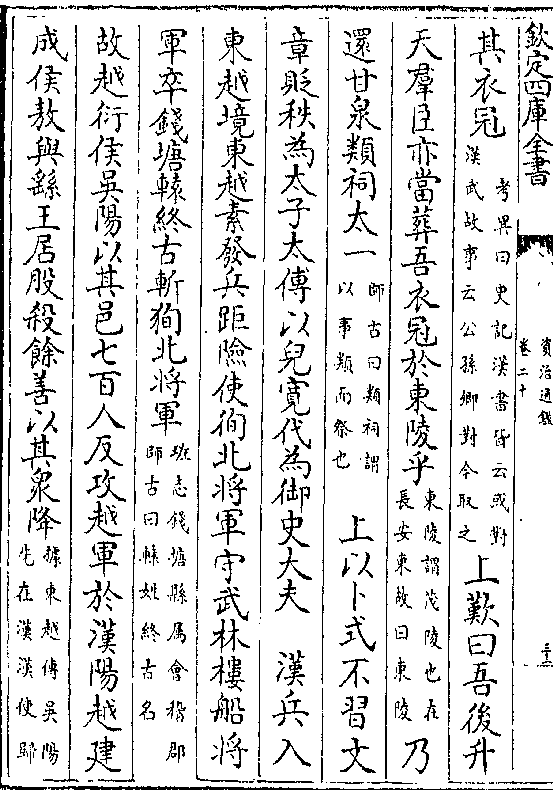 欽定四庫全書
資治通鑑
卷二十
其衣冠考異曰史記漢書皆云或對漢武故事云公孫卿對今取之上歎曰吾後升
天羣臣亦當葬吾衣冠於東陵乎東陵謂茂陵也在長安東故曰東陵乃
還甘泉類祠太一師古曰類祠謂以事類而祭也上以卜式不習文
章貶秩為太子太傅以兒寛代為御史大夫 漢兵入
東越境東越素發兵距險使徇北將軍守武林樓船將
軍卒錢塘轅終古斬徇北將軍班志錢塘縣属會稽郡師古曰轅姓終古名
故越衍侯吳陽以其邑七百人反攻越軍於漢陽越建
成侯敖與繇王居股殺餘善以其衆降據東越傳吳陽先在漢漢使歸